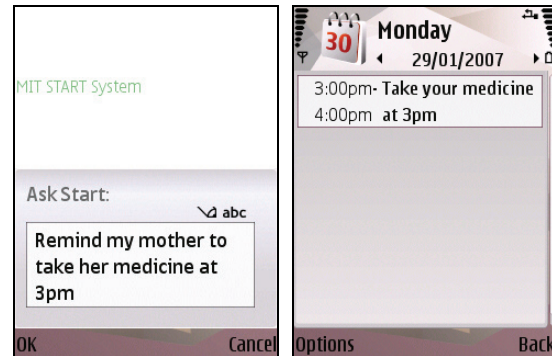 MIT START System
Ask Start:
abc
Remind my mother to
take her medicine at
3pm
OK Cancel
30
Monday
29/01/2007
3:00pm- Take your medicine
4:00pm at 3pm
Options Back